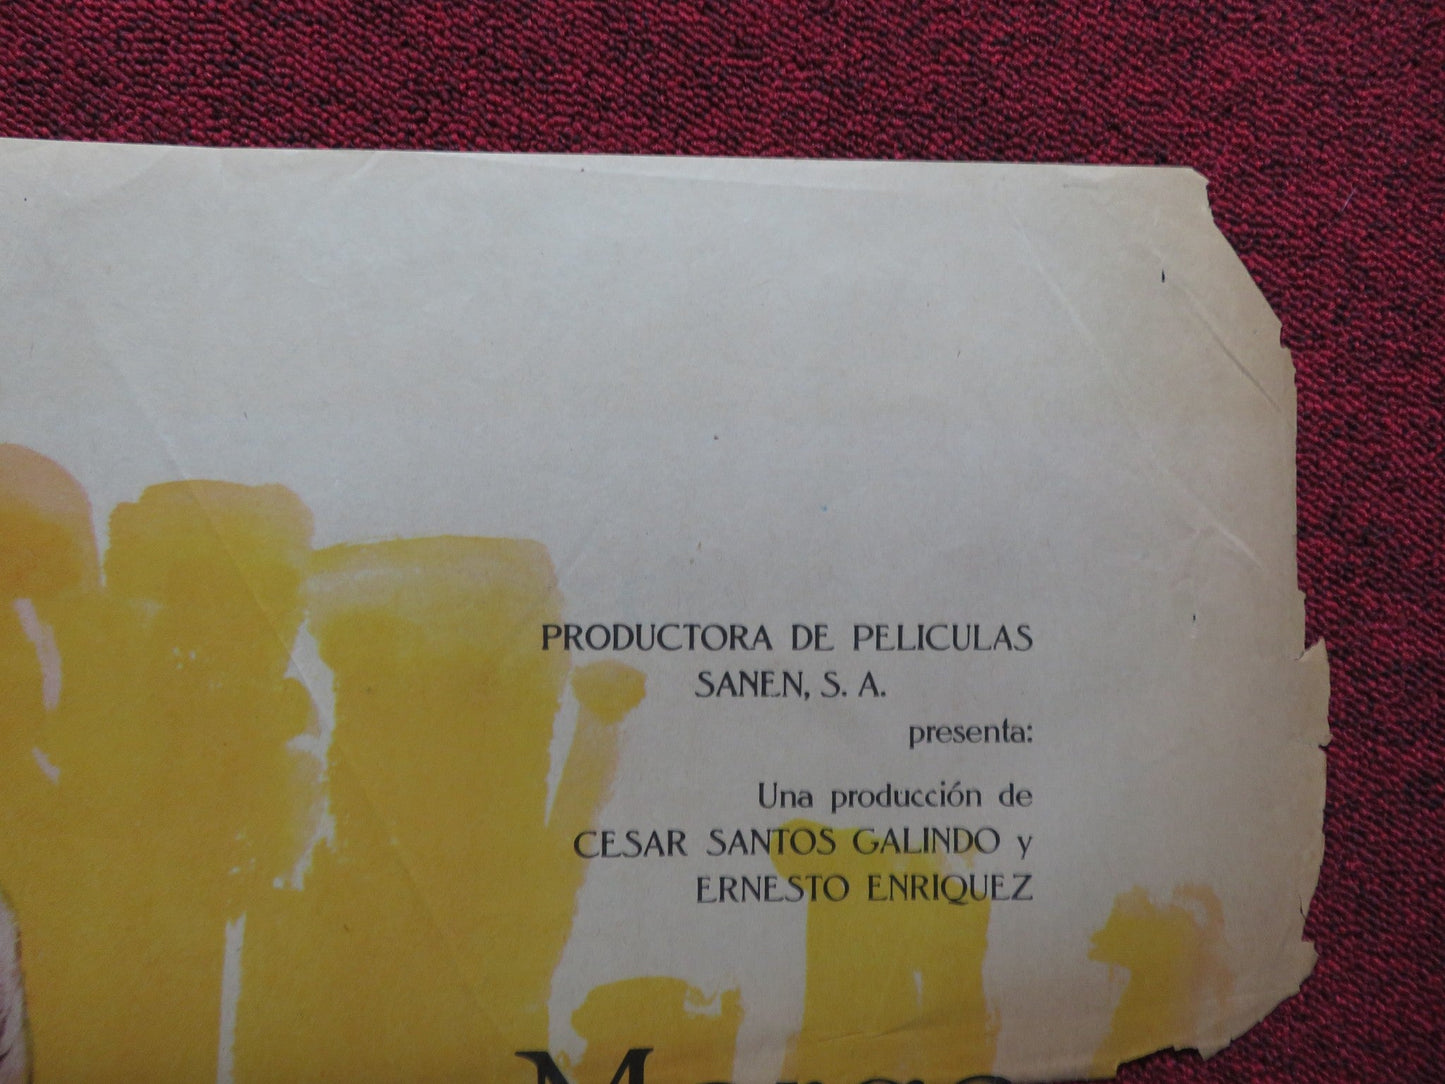 PRODUCTORA DE PELICULAS
SANEN, S. A.
presenta:
Una producción de
CESAR SANTOS GALINDO y
ERNESTO ENRIQUEZ